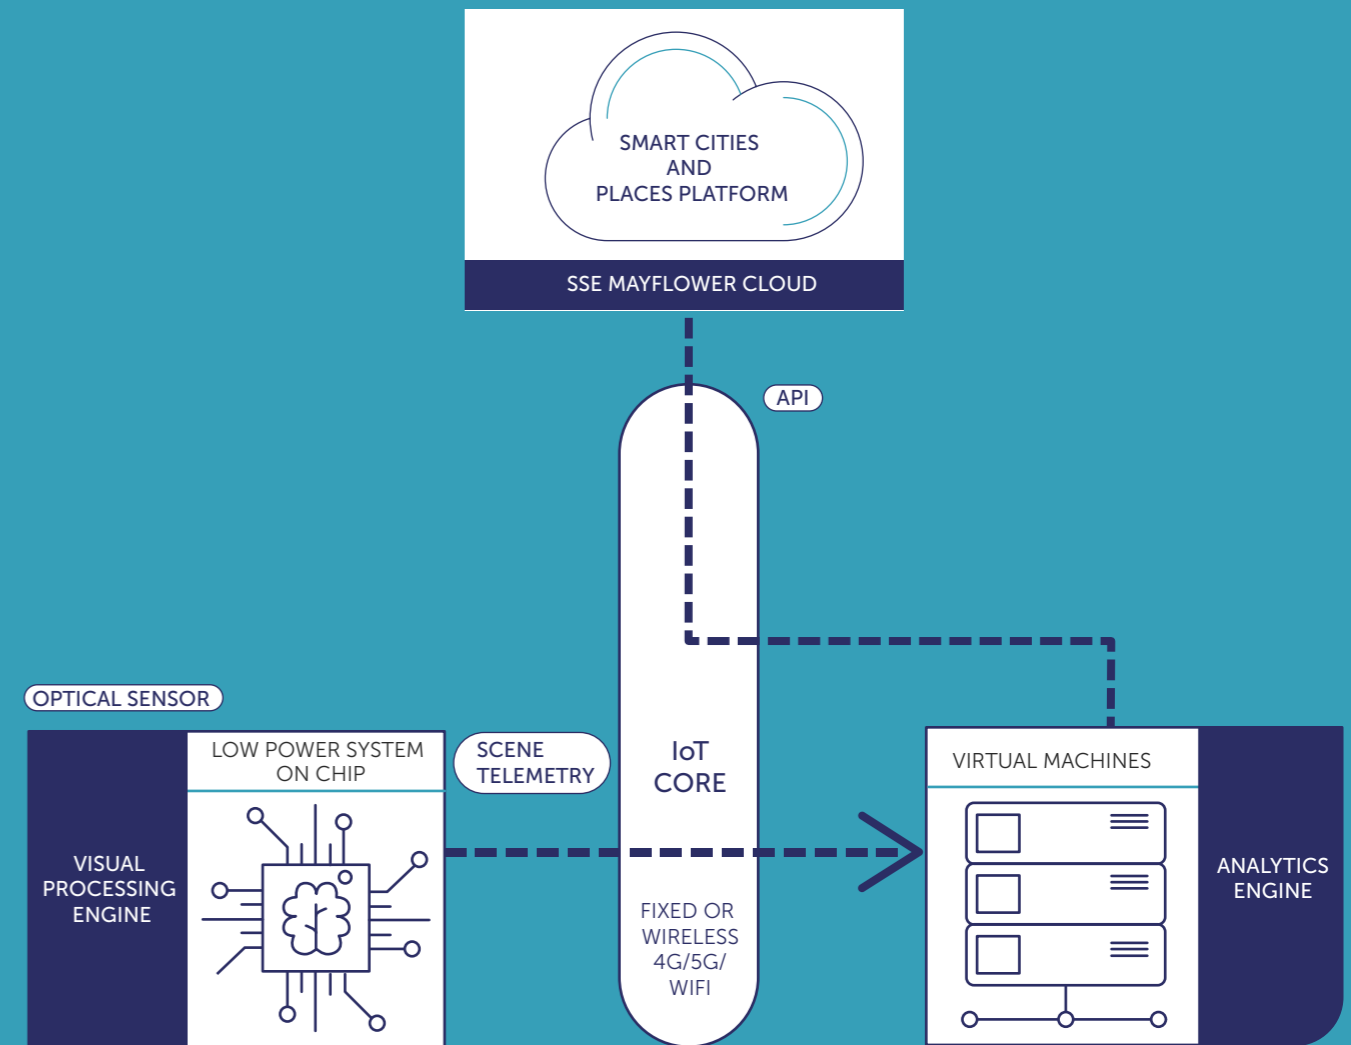 SMART CITIES
AND
PLACES PLATFORM
SSE MAYFLOWER CLOUD
API
OPTICAL SENSOR
LOW POWER SYSTEM
ON CHIP
VISUAL
PROCESSING
ENGINE
SCENE
TELEMETRY
IoT
CORE
FIXED OR
WIRELESS
4G/5G/
WIFI
VIRTUAL MACHINES
ANALYTICS
ENGINE